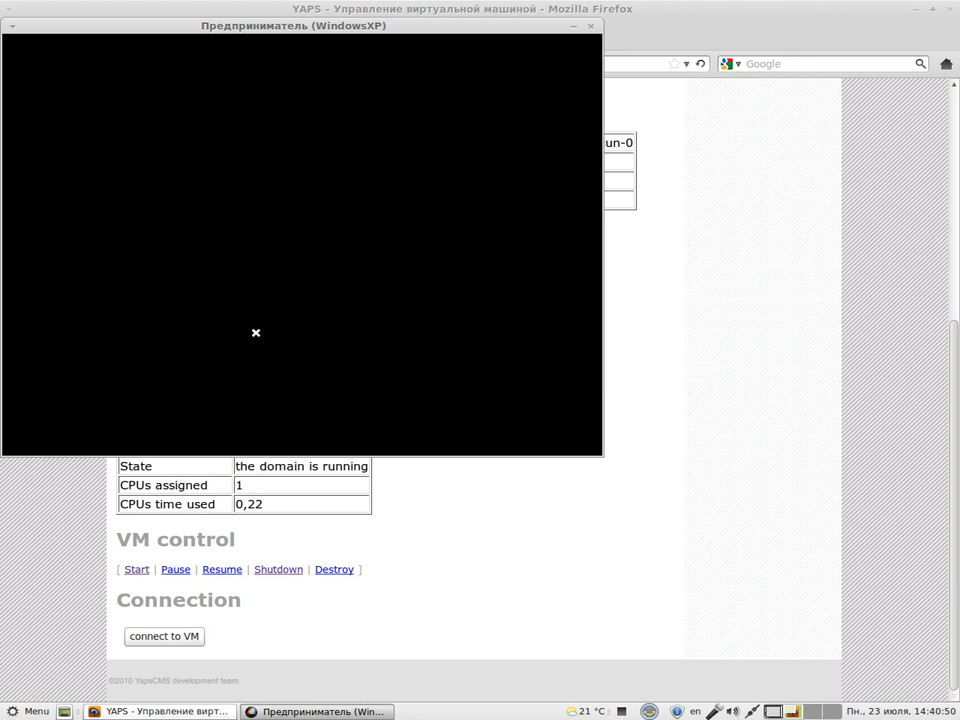 YAPS - Управление виртуальной машиной - Mozilla Firefox
Предприниматель (WindowsXP)
Google
un-0
State the domain is running
CPUs assigned 1
CPUs time used 0,22
VM control
[ Start | Pause | Resume | Shutdown | Destroy ]
Connection
connect to VM
©2010 YapsCMS development team.
Menu YAPS - Управление вирт... Предприниматель (Win... 21 °C en Пн., 23 июля, 14:40:50